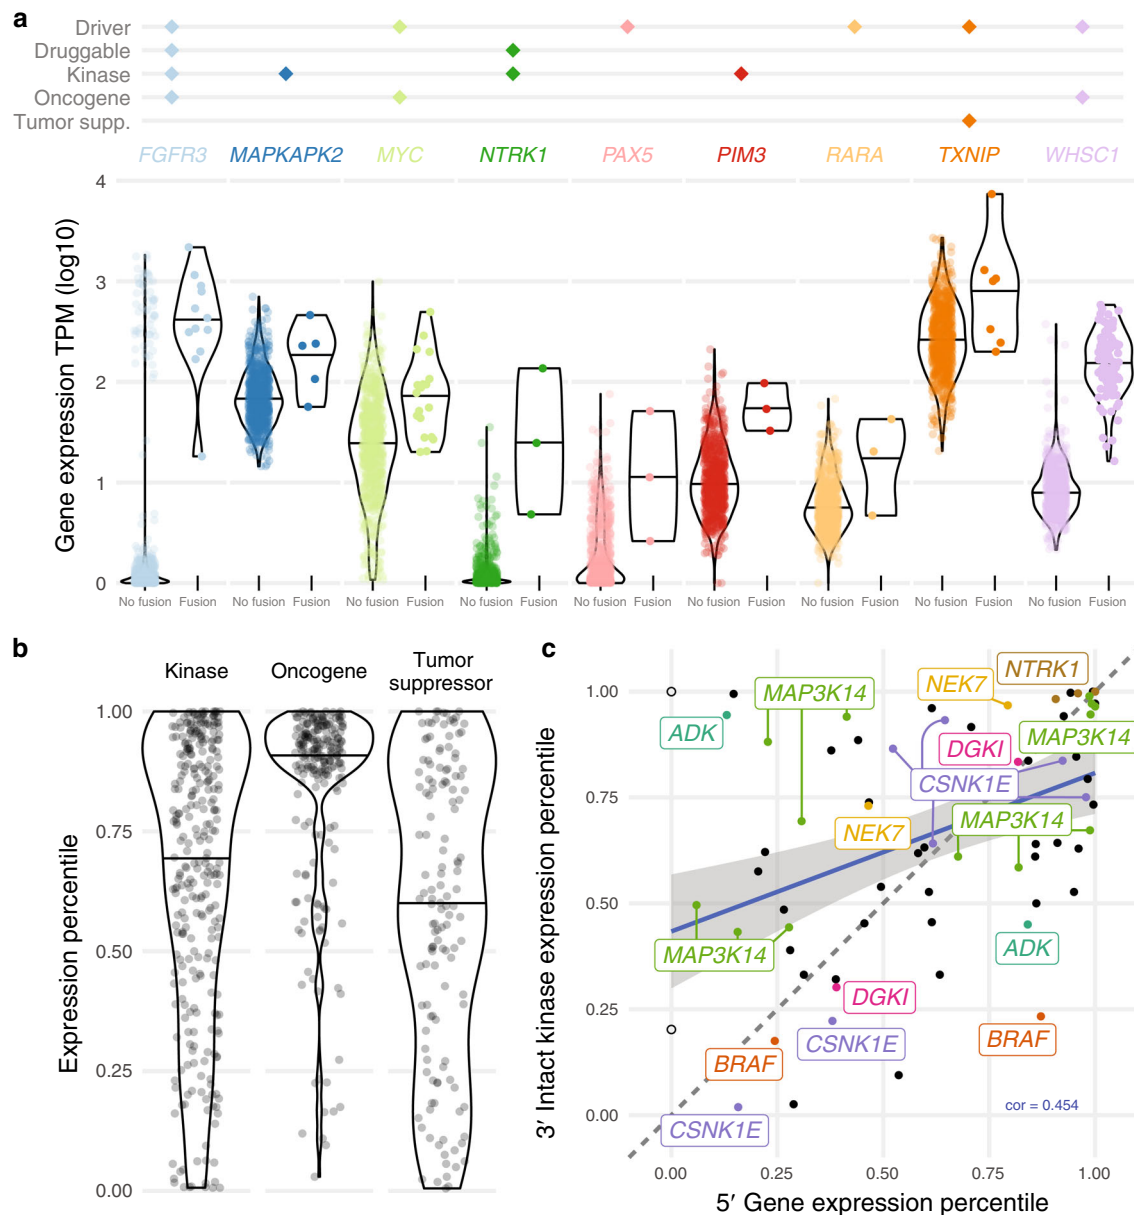 a
Driver
Druggable
Kinase
Oncogene
Tumor supp.
FGFR3 MAPKAPK2 MYC NTRK1 PAX5 PIM3 RARA TXNIP WHSC1
Gene expression TPM (log10)
4
3
2
1
0
No fusion Fusion No fusion Fusion No fusion Fusion No fusion Fusion No fusion Fusion No fusion Fusion No fusion Fusion No fusion Fusion No fusion Fusion
b
Kinase Oncogene Tumor suppressor
Expression percentile
1.00
0.75
0.50
0.25
0.00
c
3′ Intact kinase expression percentile
1.00
0.75
0.50
0.25
0.00
NTRK1
NEK7
MAP3K14
ADK
MAP3K14
DGKI
CSNK1E
MAP3K14
NEK7
MAP3K14
ADK
DGKI
BRAF
CSNK1E
BRAF
CSNK1E
cor = 0.454
0.00 0.25 0.50 0.75 1.00
5′ Gene expression percentile